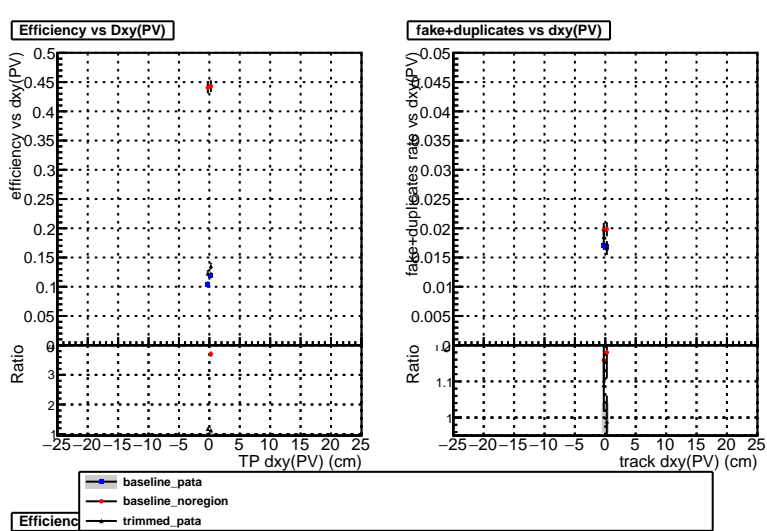 Efficiency vs Dxy(PV)
efficiency vs dxy(PV)
0.5
0.45
0.4
0.35
0.3
0.25
0.2
0.15
0.1
0.05
0
Ratio
4
3
2
1
−25 −20 −15 −10 −5 0 5 10 15 20 25
TP dxy(PV) (cm)
fake+duplicates vs dxy(PV)
fake+duplicates rate vs dxy(PV)
0.05
0.045
0.04
0.035
0.03
0.025
0.02
0.015
0.01
0.005
0
Ratio
1.2
1.1
1
−25 −20 −15 −10 −5 0 5 10 15 20 25
track dxy(PV) (cm)
baseline_pata
baseline_noregion
trimmed_pata
Efficienc